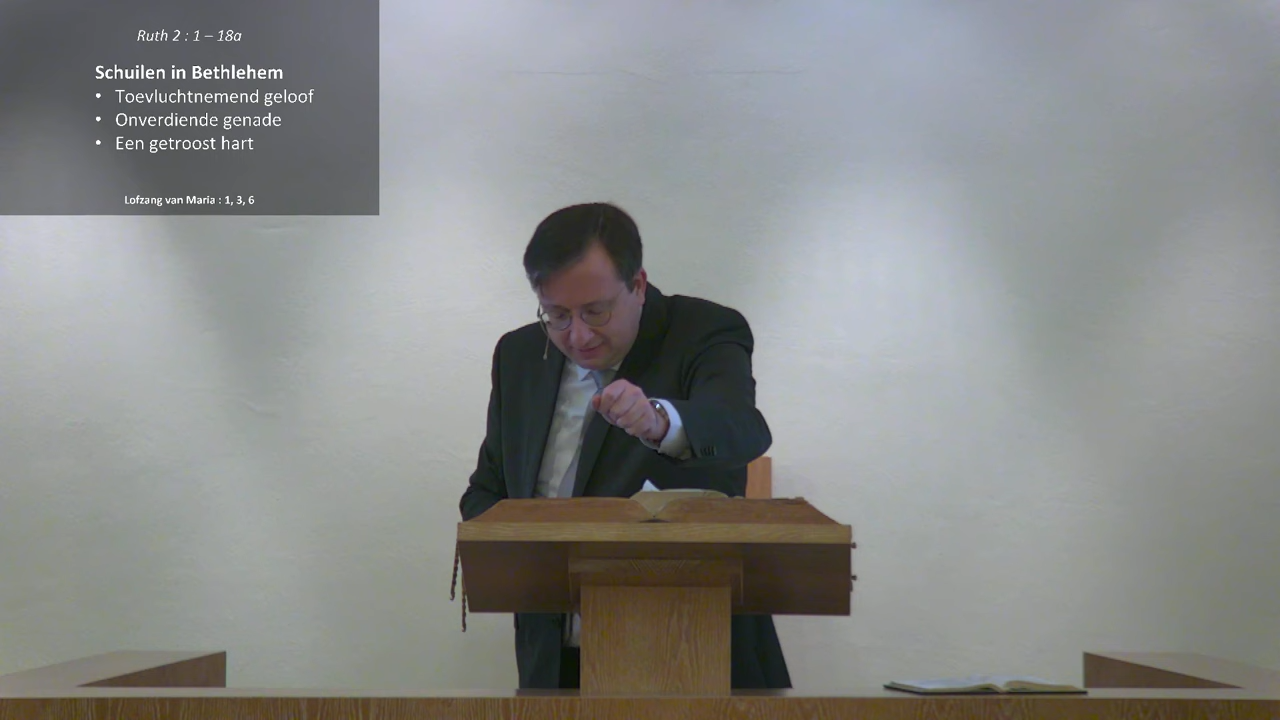 Ruth 2 : 1 – 18a
Schuilen in Bethlehem
• Toevluchtnemend geloof
• Onverdiende genade
• Een getroost hart
Lofzang van Maria : 1, 3, 6